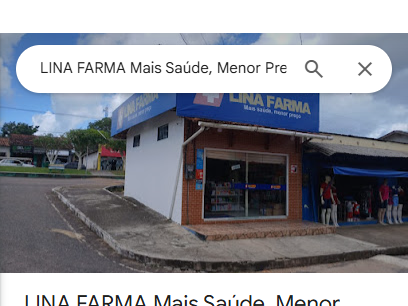 LINA FARMA Mais Saúde, Menor Pre
LINA FARMA
LINA FARMA
Mais saúde, menor preço
LINA FARMA Mais Saúde, Menor